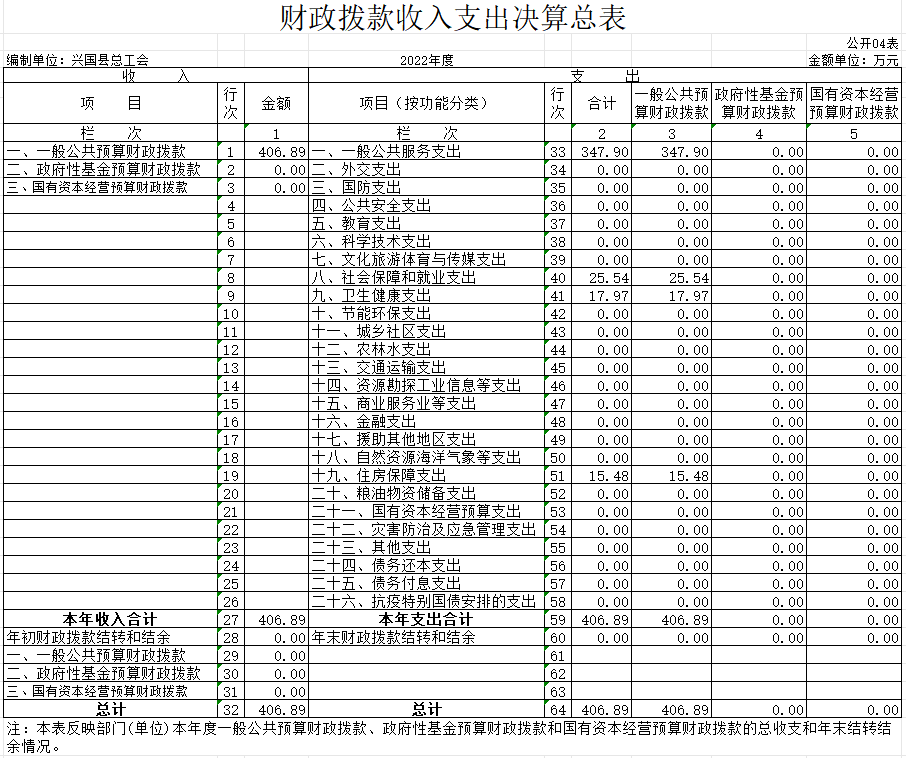 财政拨款收入支出决算总表
公开04表
编制单位：兴国县总工会 2022年度 金额单位：万元
收 入 支 出
项 目 行次 金额 项目（按功能分类） 行次 合计 一般公共预算财政拨款 政府性基金预算财政拨款 国有资本经营预算财政拨款
栏 次 1 栏 次 2 3 4 5
一、一般公共预算财政拨款 1 406.89 一、一般公共服务支出 33 347.90 347.90 0.00 0.00
二、政府性基金预算财政拨款 2 0.00 二、外交支出 34 0.00 0.00 0.00 0.00
三、国有资本经营预算财政拨款 3 0.00 三、国防支出 35 0.00 0.00 0.00 0.00
4 四、公共安全支出 36 0.00 0.00 0.00 0.00
5 五、教育支出 37 0.00 0.00 0.00 0.00
6 六、科学技术支出 38 0.00 0.00 0.00 0.00
7 七、文化旅游体育与传媒支出 39 0.00 0.00 0.00 0.00
8 八、社会保障和就业支出 40 25.54 25.54 0.00 0.00
9 九、卫生健康支出 41 17.97 17.97 0.00 0.00
10 十、节能环保支出 42 0.00 0.00 0.00 0.00
11 十一、城乡社区支出 43 0.00 0.00 0.00 0.00
12 十二、农林水支出 44 0.00 0.00 0.00 0.00
13 十三、交通运输支出 45 0.00 0.00 0.00 0.00
14 十四、资源勘探工业信息等支出 46 0.00 0.00 0.00 0.00
15 十五、商业服务业等支出 47 0.00 0.00 0.00 0.00
16 十六、金融支出 48 0.00 0.00 0.00 0.00
17 十七、援助其他地区支出 49 0.00 0.00 0.00 0.00
18 十八、自然资源海洋气象等支出 50 0.00 0.00 0.00 0.00
19 十九、住房保障支出 51 15.48 15.48 0.00 0.00
20 二十、粮油物资储备支出 52 0.00 0.00 0.00 0.00
21 二十一、国有资本经营预算支出 53 0.00 0.00 0.00 0.00
22 二十二、灾害防治及应急管理支出 54 0.00 0.00 0.00 0.00
23 二十三、其他支出 55 0.00 0.00 0.00 0.00
24 二十四、债务还本支出 56 0.00 0.00 0.00 0.00
25 二十五、债务付息支出 57 0.00 0.00 0.00 0.00
26 二十六、抗疫特别国债安排的支出 58 0.00 0.00 0.00 0.00
本年收入合计 27 406.89 本年支出合计 59 406.89 406.89 0.00 0.00
年初财政拨款结转和结余 28 0.00 年末财政拨款结转和结余 60 0.00 0.00 0.00 0.00
一、一般公共预算财政拨款 29 0.00 61
二、政府性基金预算财政拨款 30 0.00 62
三、国有资本经营预算财政拨款 31 0.00 63
总计 32 406.89 总计 64 406.89 406.89 0.00 0.00
注：本表反映部门(单位)本年度一般公共预算财政拨款、政府性基金预算财政拨款和国有资本经营预算财政拨款的总收支和年末结转结
余情况。